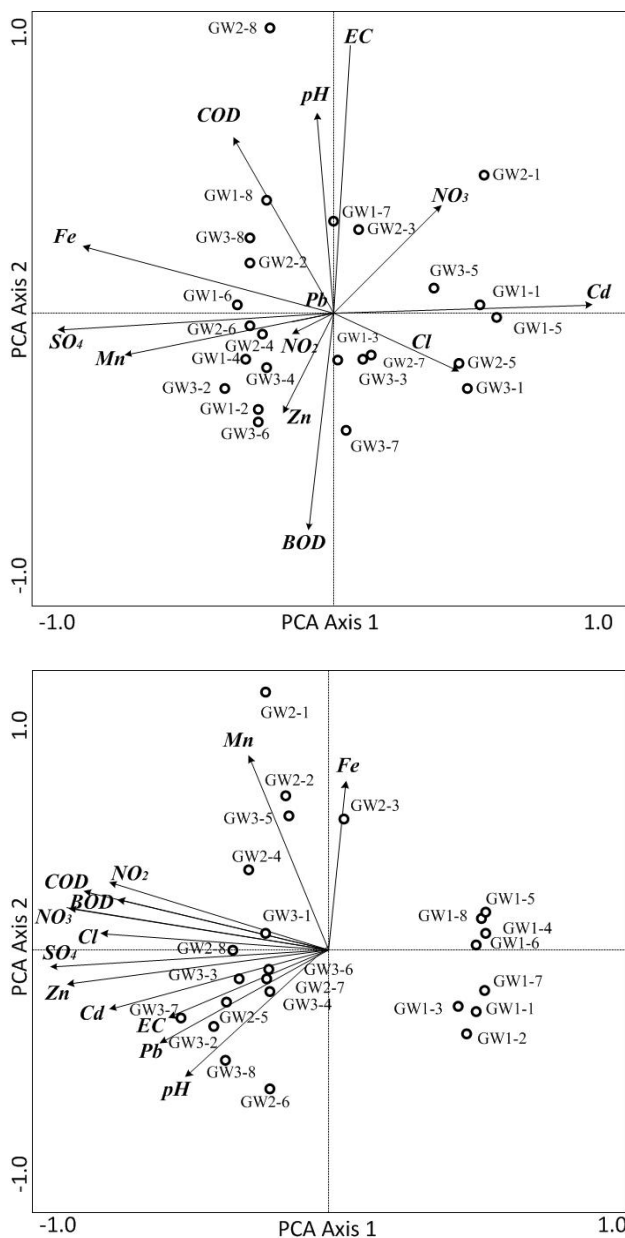 1.0
GW2-8
EC
pH
COD
GW2-1
NO3
GW1-8
GW1-7
GW2-3
GW3-8
Fe
GW2-2
GW3-5
PCA Axis 2
GW1-6
Pb
GW1-1
Cd
GW2-6
GW1-5
SO4
GW2-4
NO2
GW1-3
Cl
Mn
GW1-4
GW2-7
GW2-5
GW3-4
GW3-3
GW3-2
GW3-1
GW1-2
Zn
GW3-6
GW3-7
BOD
-1.0
-1.0
PCA Axis 1
1.0
1.0
GW2-1
Mn
Fe
GW2-2
GW2-3
GW3-5
GW2-4
COD
NO2
BOD
NO3
GW3-1
GW1-5
GW1-8
Cl
GW1-4
PCA Axis 2
GW2-8
GW1-6
SO4
GW3-3
GW3-6
Zn
GW2-7
GW1-7
GW3-4
Cd
GW3-7
GW1-3
GW1-1
EC
GW2-5
GW3-2
GW1-2
Pb
GW3-8
pH
GW2-6
-1.0
-1.0
PCA Axis 1
1.0